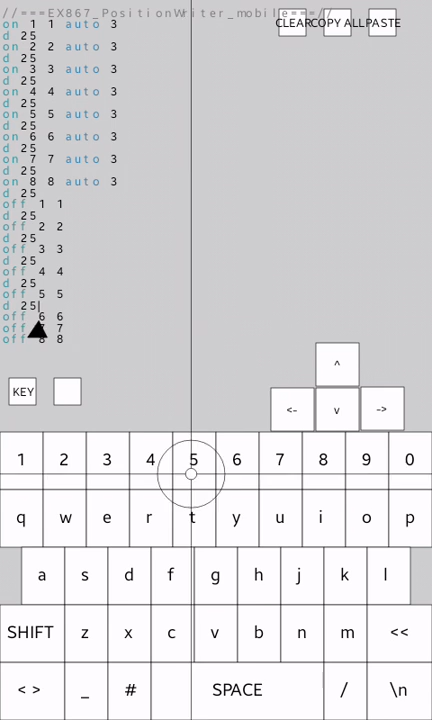 //===EX867_PositionWriter_mobile===//
CLEAR COPY ALL PASTE
on 1 1 auto 3
d 25
on 2 2 auto 3
d 25
on 3 3 auto 3
d 25
on 4 4 auto 3
d 25
on 5 5 auto 3
d 25
on 6 6 auto 3
d 25
on 7 7 auto 3
d 25
on 8 8 auto 3
d 25
off 1 1
d 25
off 2 2
d 25
off 3 3
d 25
off 4 4
d 25
off 5 5
d 25
off 6 6
off 7
off 8 8
^
KEY
<- v ->
1 2 3 4 5 6 7 8 9 0
q w e r t y u i o p
a s d f g h j k l
SHIFT z x c v b n m <<
< > _ # SPACE / \n